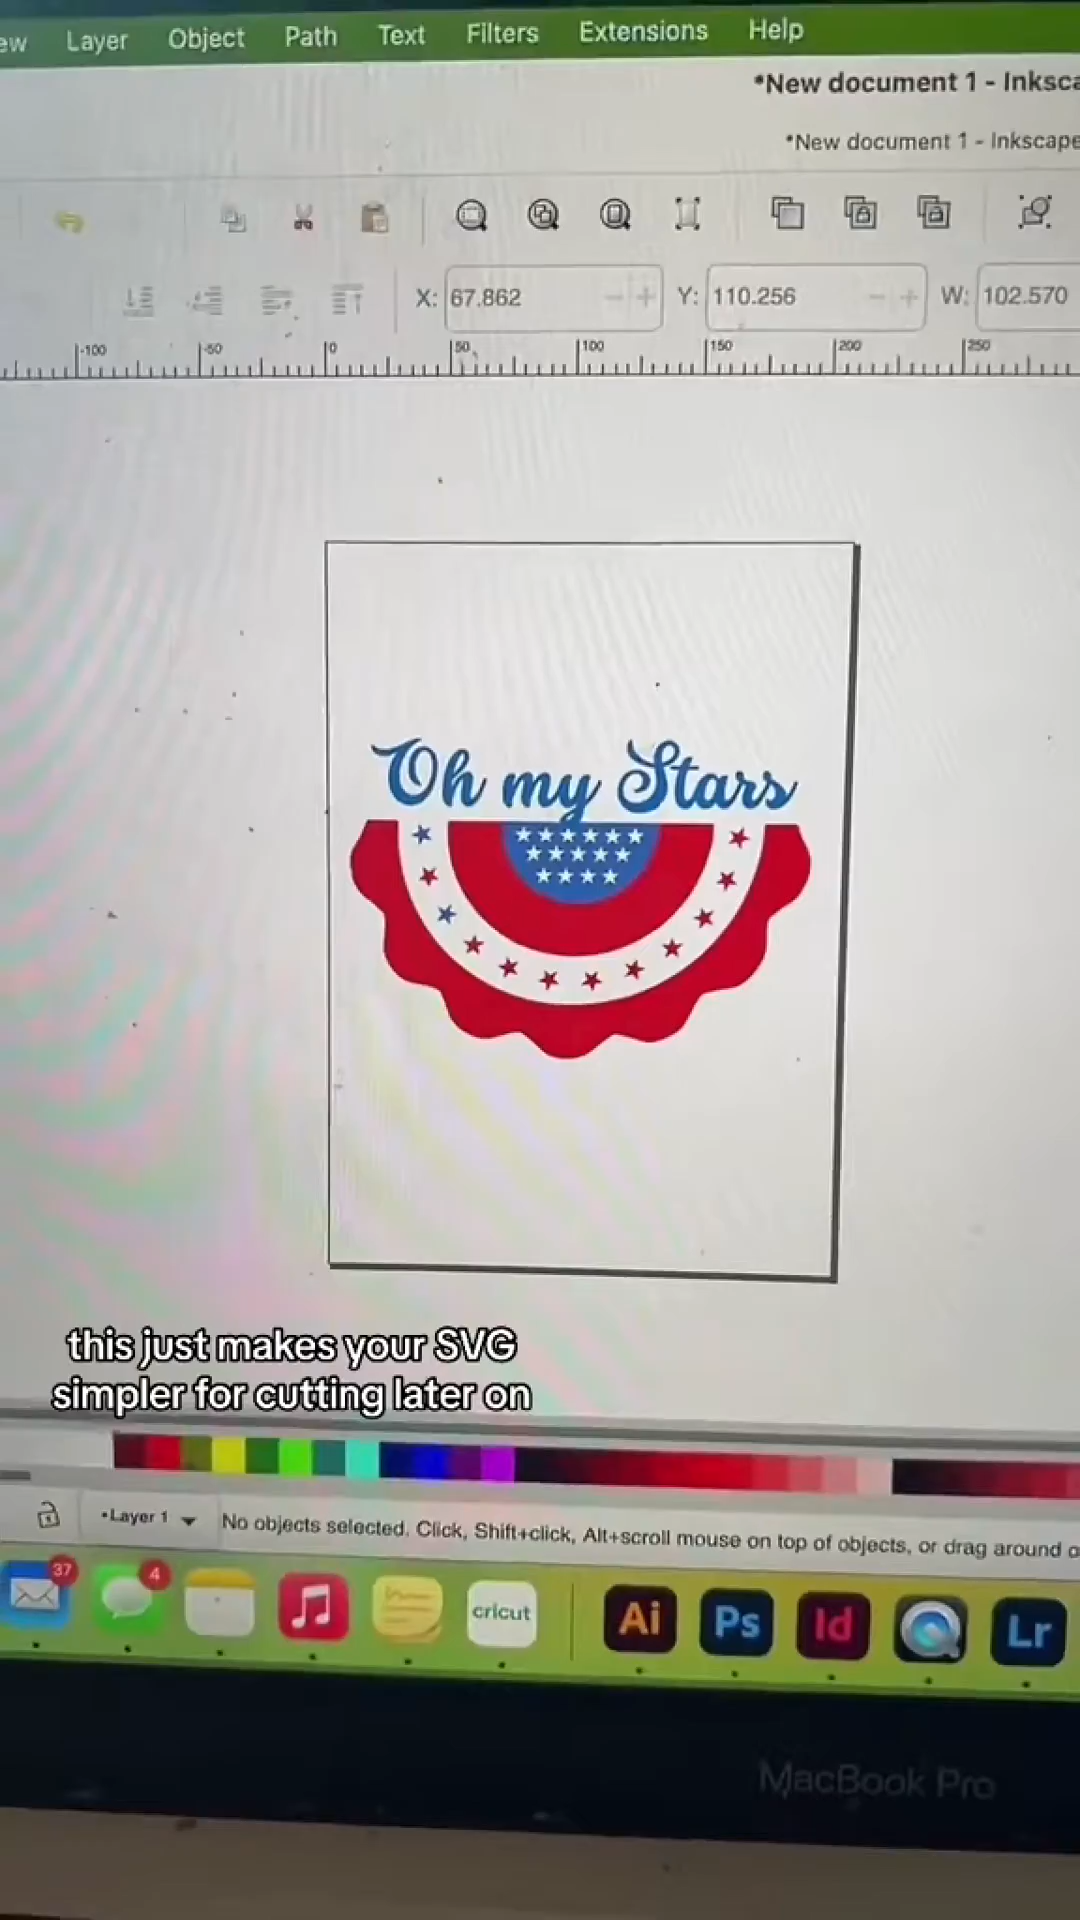 Layer Object Path Text Filters Extensions Help
*New document 1 - Inksca
*New document 1 - Inkscape
X: 67.862 Y: 110.256 W: 102.570
-100 -50 0 50 100 150 200 250
Oh my Stars
this just makes your SVG
simpler for cutting later on
•Layer 1 No objects selected. Click, Shift+click, Alt+scroll mouse on top of objects, or drag around o
37 4 cricut Ai Ps Id Lr
MacBook Pro